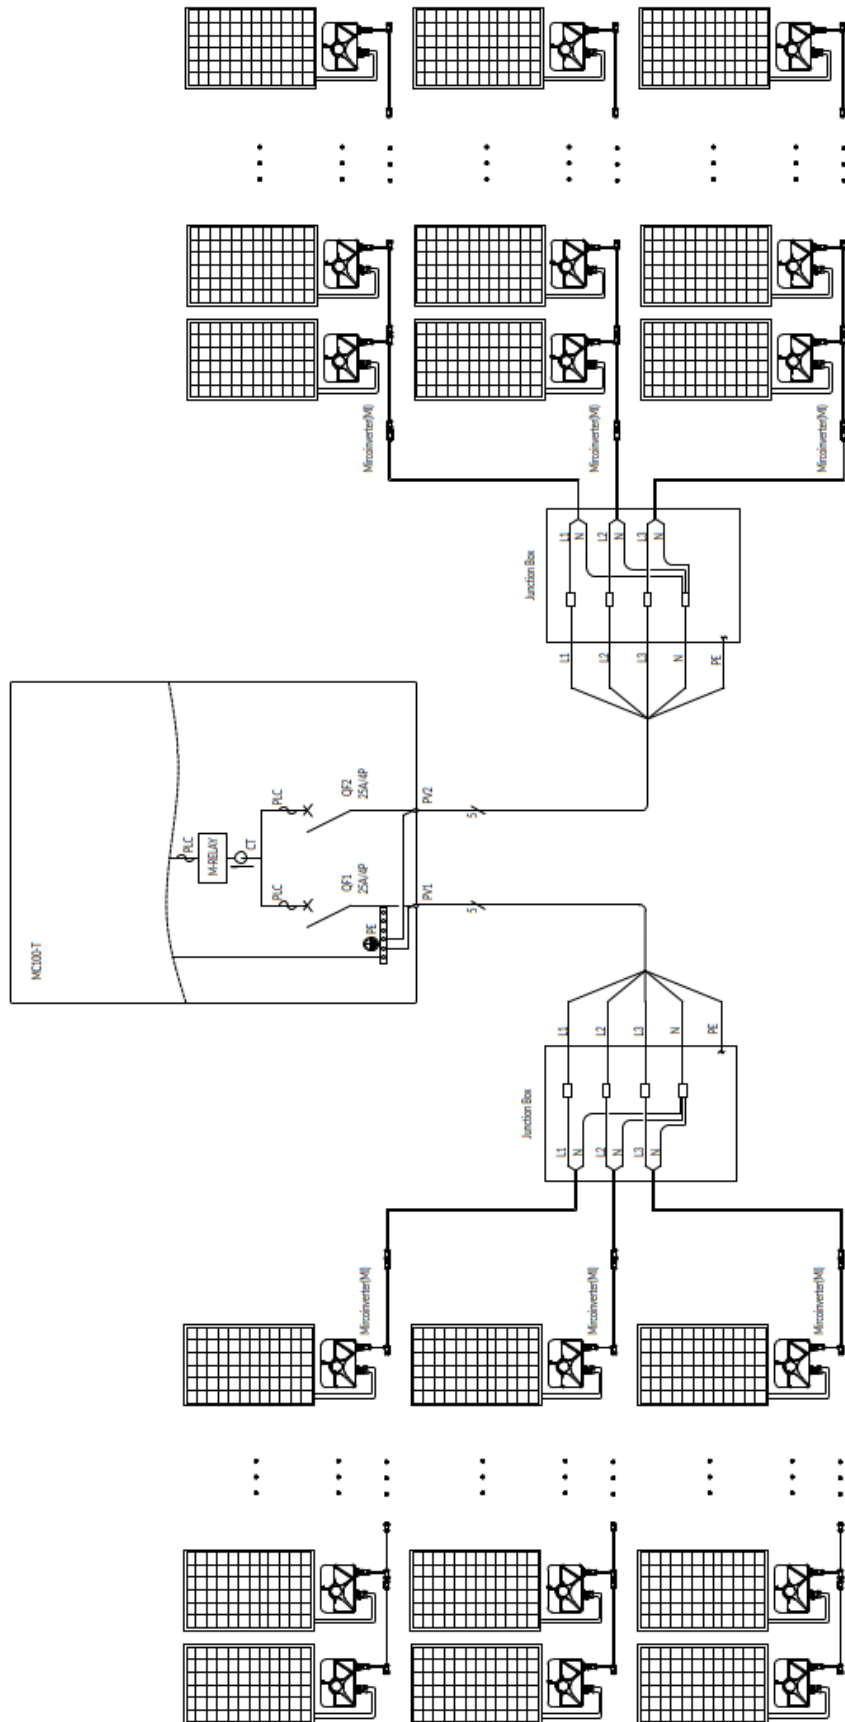 Mircoinverter(MI)
Mircoinverter(MI)
Mircoinverter(MI)
Junction Box
L1
N
L2
N
L3
N
L1
L2
L3
N
PE
MC100-T
PLC
M-RELAY
CT
PLC
QF2
25A/4P
PV2
5
PLC
QF1
25A/4P
PE
PV1
5
Junction Box
L1
L2
L3
N
PE
L1
N
L2
N
L3
N
Mircoinverter(MI)
Mircoinverter(MI)
Mircoinverter(MI)